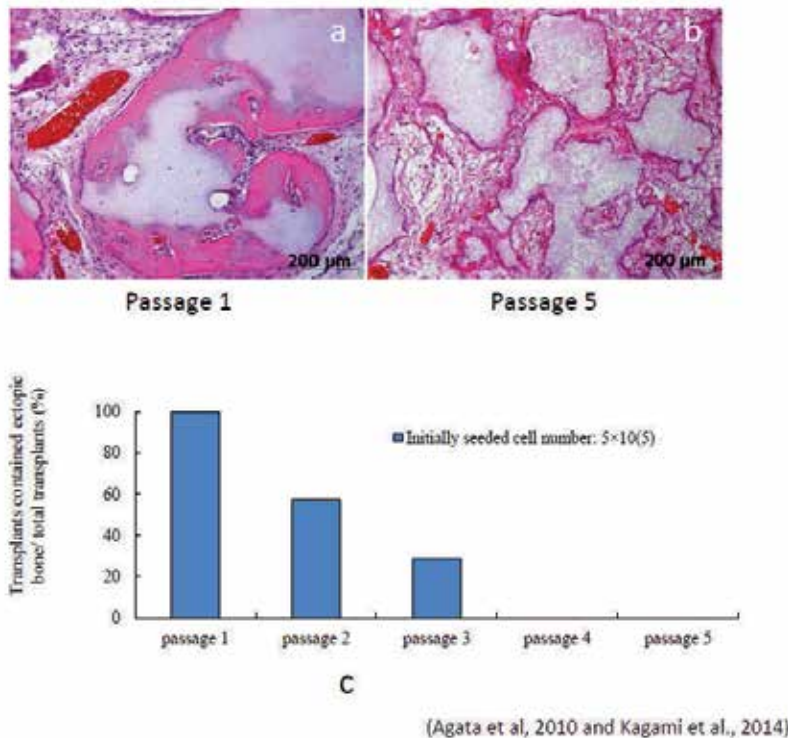 a
b
200 µm
200 µm
Passage 1
Passage 5
Transplants contained ectopic
bone/ total transplants (%)
100
80
60
40
20
0
Initially seeded cell number: 5×10(5)
passage 1
passage 2
passage 3
passage 4
passage 5
c
(Agata et al, 2010 and Kagami et al., 2014)